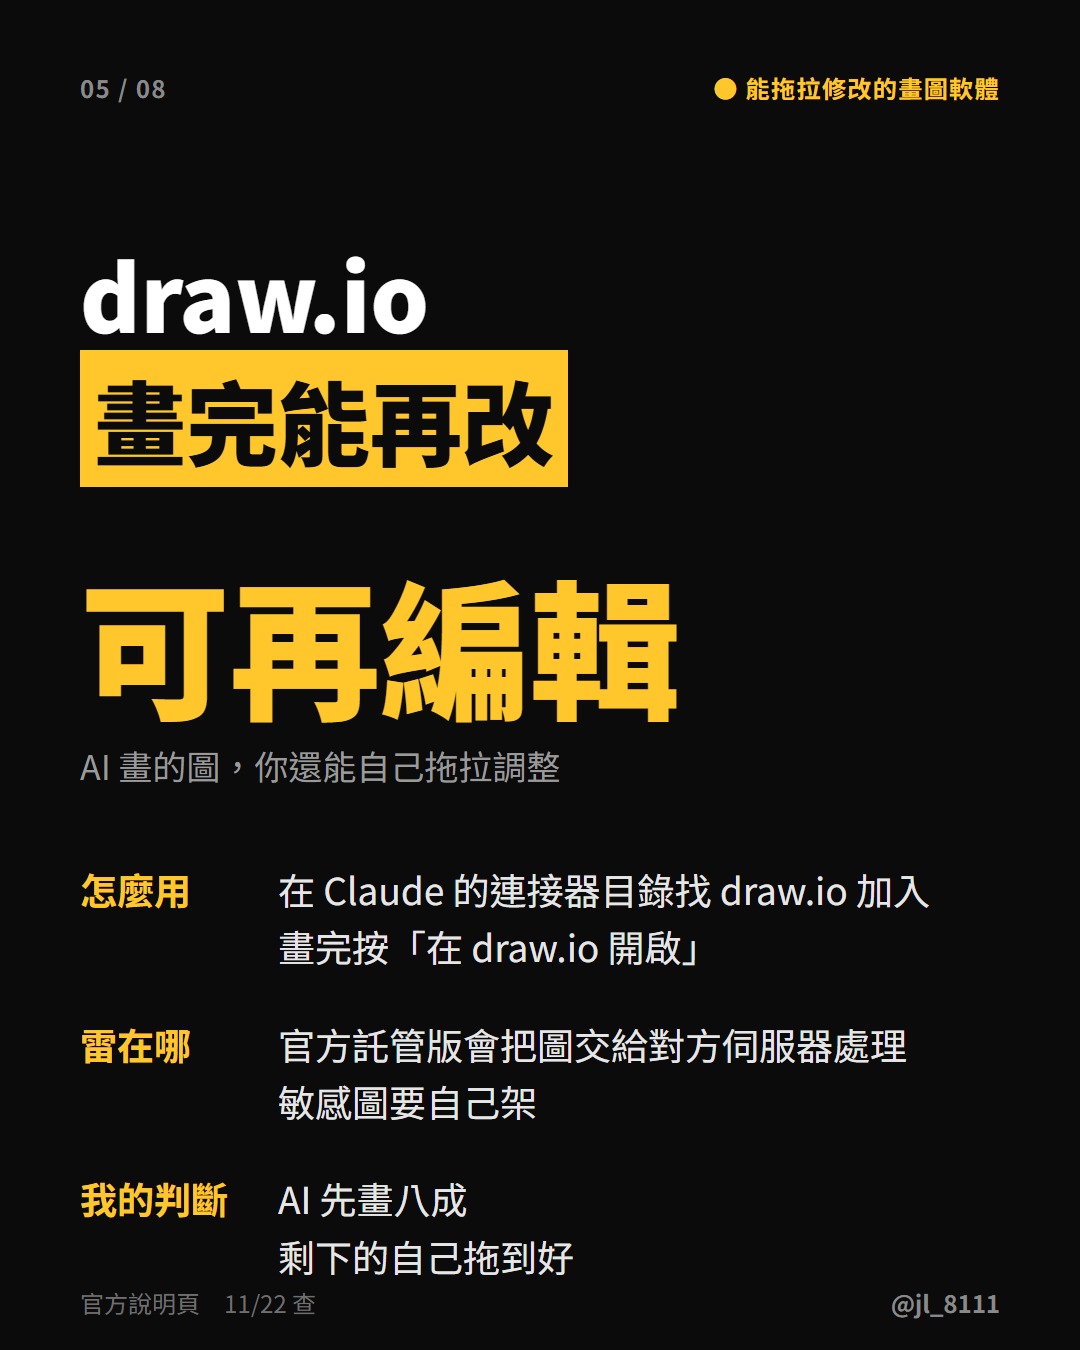 05 / 08
● 能拖拉修改的畫圖軟體
draw.io
畫完能再改
可再編輯
AI 畫的圖，你還能自己拖拉調整
怎麼用
在 Claude 的連接器目錄找 draw.io 加入
畫完按「在 draw.io 開啟」
雷在哪
官方託管版會把圖交給對方伺服器處理
敏感圖要自己架
我的判斷
AI 先畫八成
剩下的自己拖到好
官方說明頁 11/22 查
@jl_8111